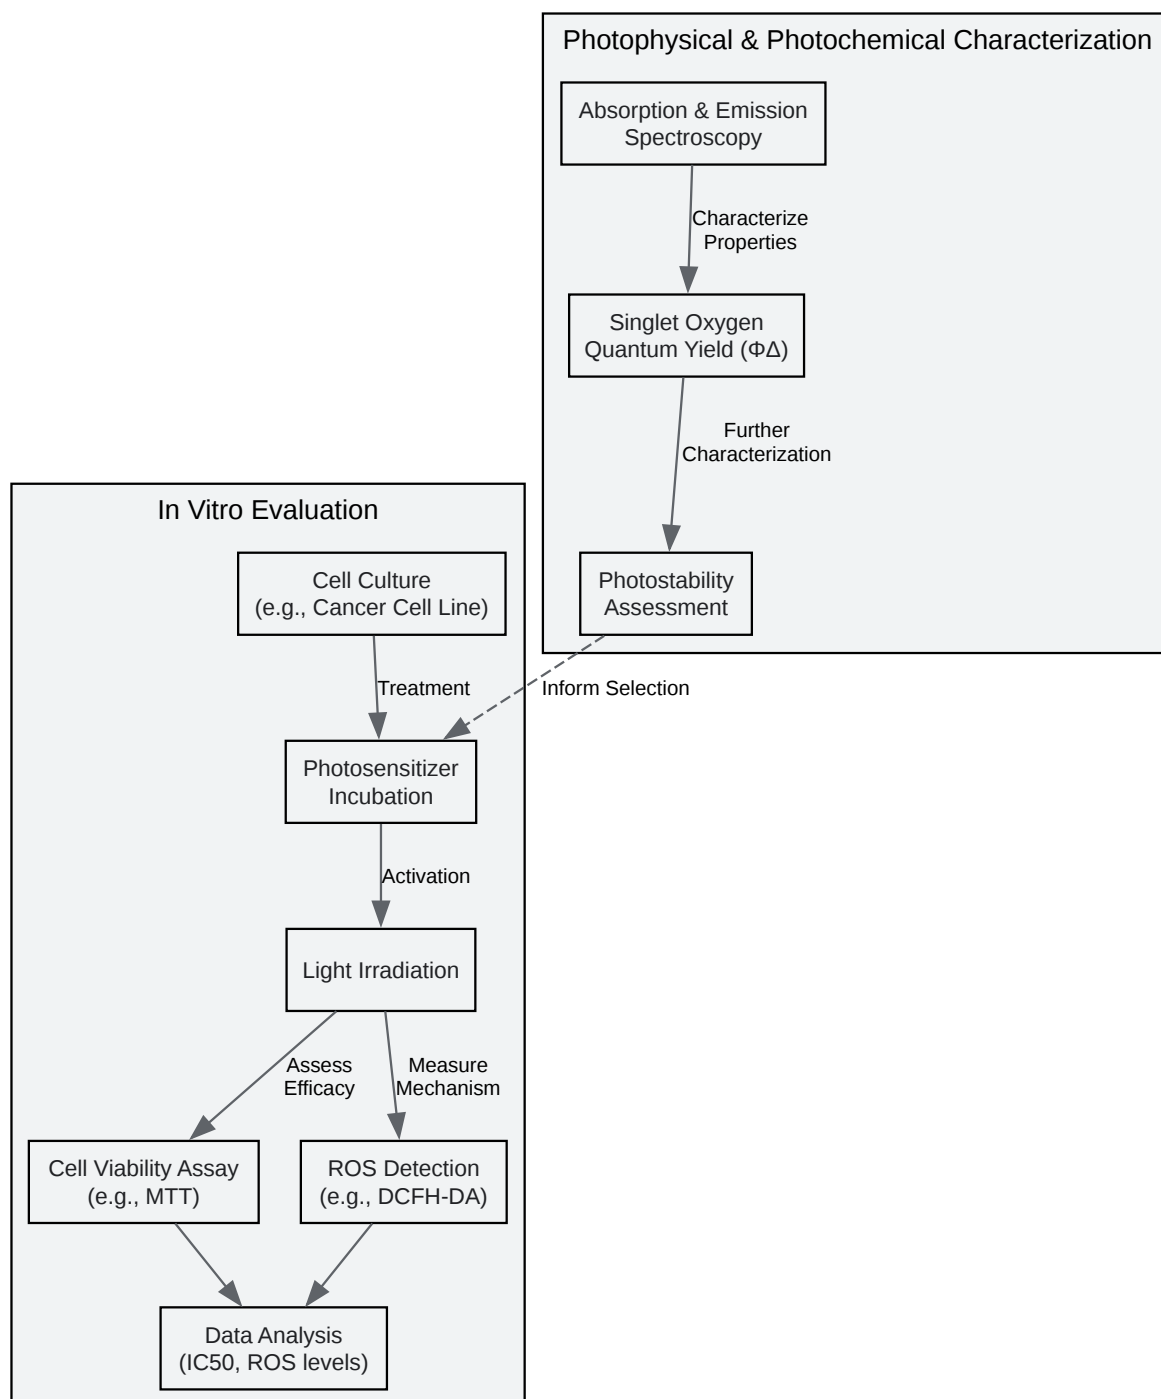 Photophysical & Photochemical Characterization
Absorption & Emission
Spectroscopy
Characterize
Properties
Singlet Oxygen
Quantum Yield (ΦΔ)
Further
Characterization
Photostability
Assessment
Inform Selection
In Vitro Evaluation
Cell Culture
(e.g., Cancer Cell Line)
Treatment
Photosensitizer
Incubation
Activation
Light Irradiation
Assess
Efficacy
Measure
Mechanism
Cell Viability Assay
(e.g., MTT)
ROS Detection
(e.g., DCFH-DA)
Data Analysis
(IC50, ROS levels)